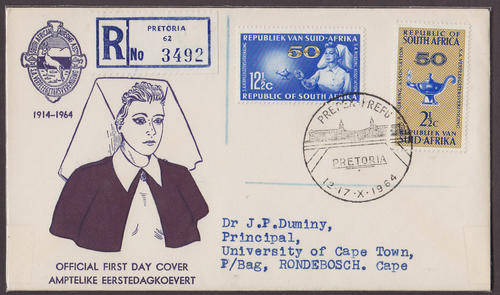 R
PRETORIA
62
No 3492
1914-1964
OFFICIAL FIRST DAY COVER
AMPTELIKE EERSTEDAGKOEVERT
REPUBLIEK VAN SUID-AFRIKA
50
12½c
REPUBLIC OF SOUTH AFRICA
REPUBLIC OF
SOUTH AFRICA
50
2½c
REPUBLIEK VAN
SUID-AFRIKA
PRETORIA
12-17-X-1964
Dr J.P.Duminy,
Principal,
University of Cape Town,
P/Bag, RONDEBOSCH. Cape